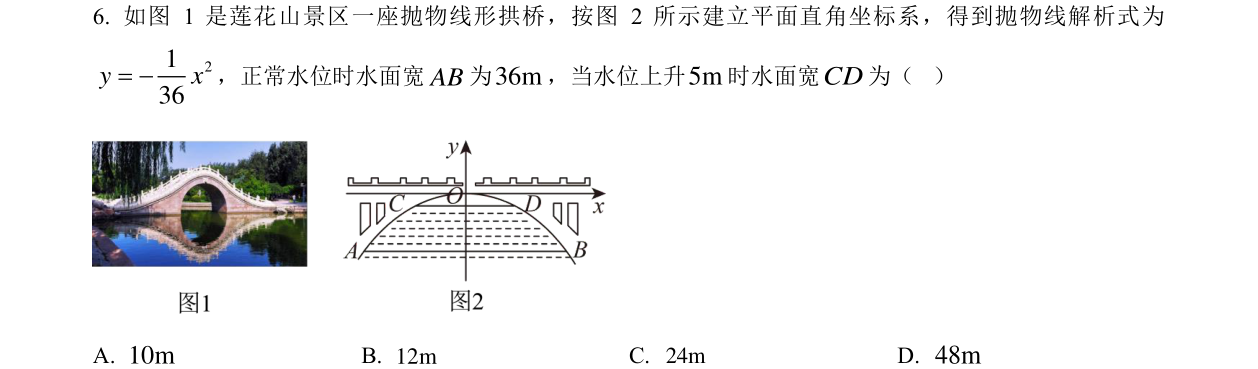 6. 如图 1 是莲花山景区一座抛物线形拱桥，按图 2 所示建立平面直角坐标系，得到抛物线解析式为
y = -\frac{1}{36}x^2，正常水位时水面宽 AB 为 36m，当水位上升 5m 时水面宽 CD 为（ ）
y
C O D x
A B
图1 图2
A. 10m B. 12m C. 24m D. 48m